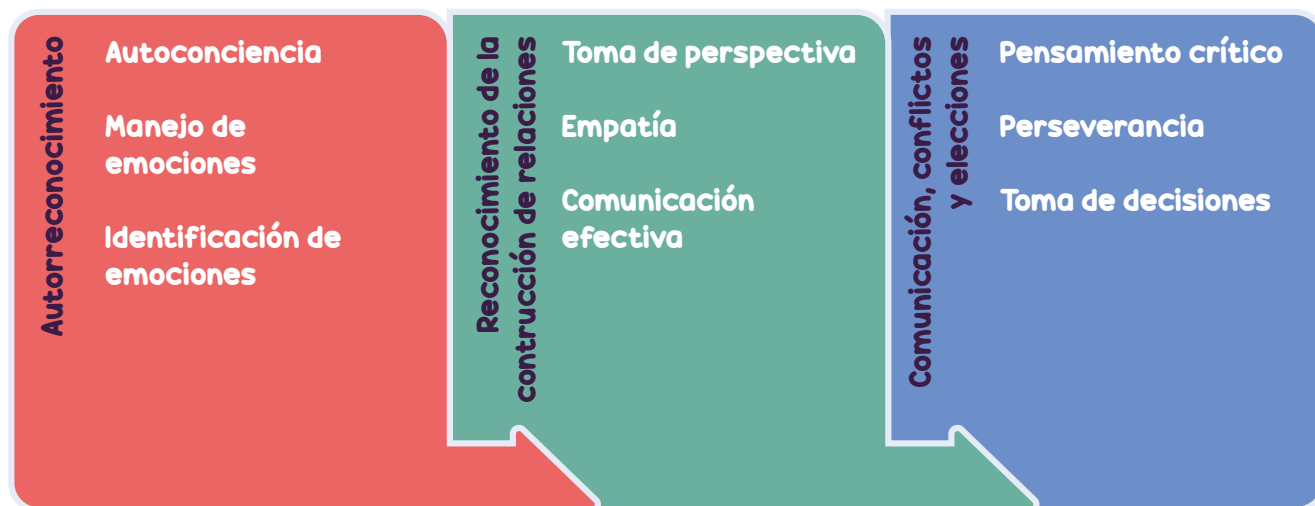 Autorreconocimiento
Autoconciencia
Manejo de
emociones
Identificación de
emociones
Reconocimiento de la
contrucción de relaciones
Toma de perspectiva
Empatía
Comunicación
efectiva
Comunicación, conflictos
y elecciones
Pensamiento crítico
Perseverancia
Toma de decisiones